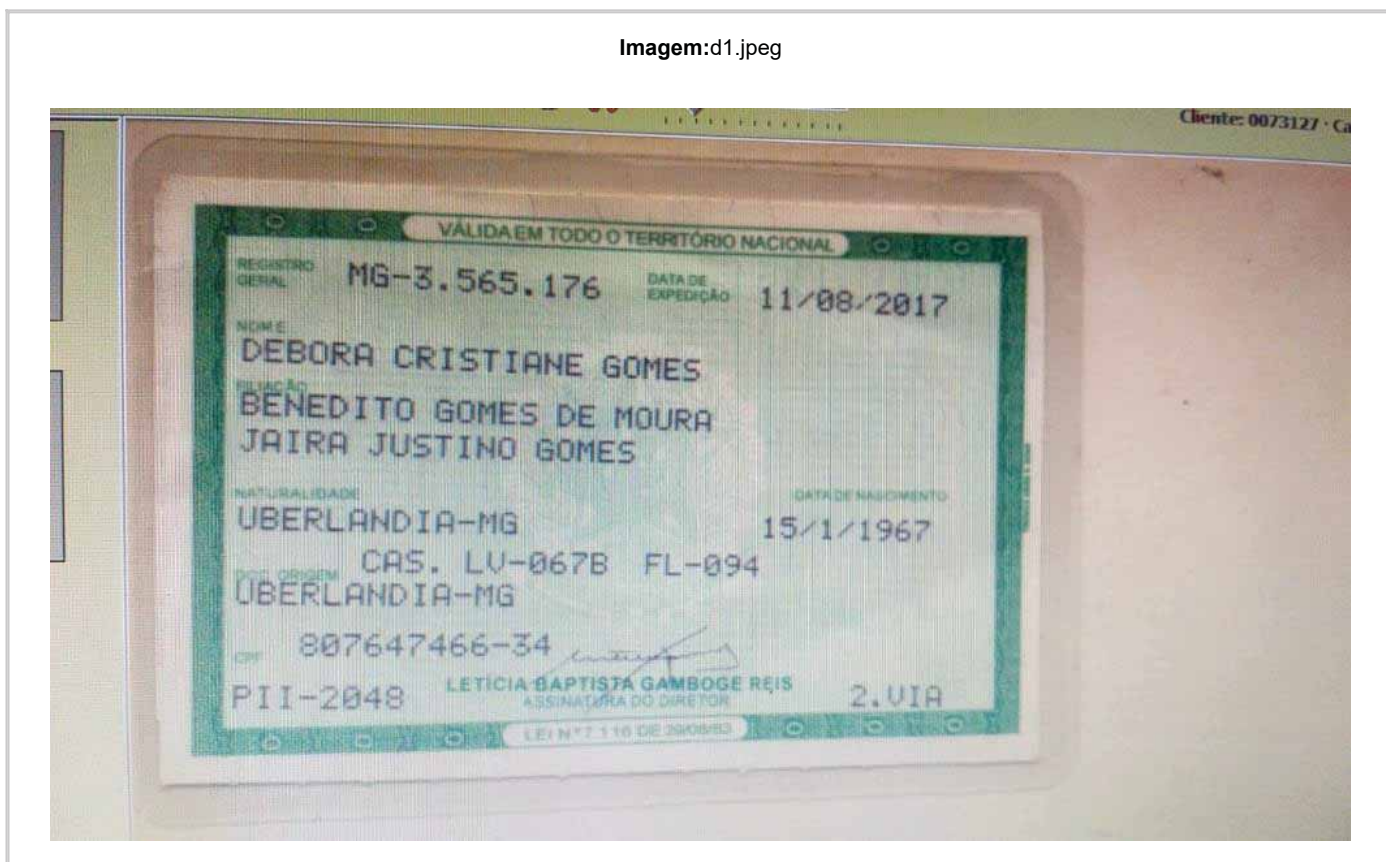 Imagem:d1.jpeg
Cliente: 0073127 · Ca
VÁLIDA EM TODO O TERRITÓRIO NACIONAL
REGISTRO GERAL MG-3.565.176 DATA DE EXPEDIÇÃO 11/08/2017
NOME
DEBORA CRISTIANE GOMES
FILIAÇÃO
BENEDITO GOMES DE MOURA
JAIRA JUSTINO GOMES
NATURALIDADE DATA DE NASCIMENTO
UBERLANDIA-MG 15/1/1967
DOC. ORIGEM CAS. LV-067B FL-094
UBERLANDIA-MG
CPF 807647466-34
PII-2048 LETICIA BAPTISTA GAMBOGE REIS 2.VIA
ASSINATURA DO DIRETOR
LEI Nº 7.116 DE 29/08/83